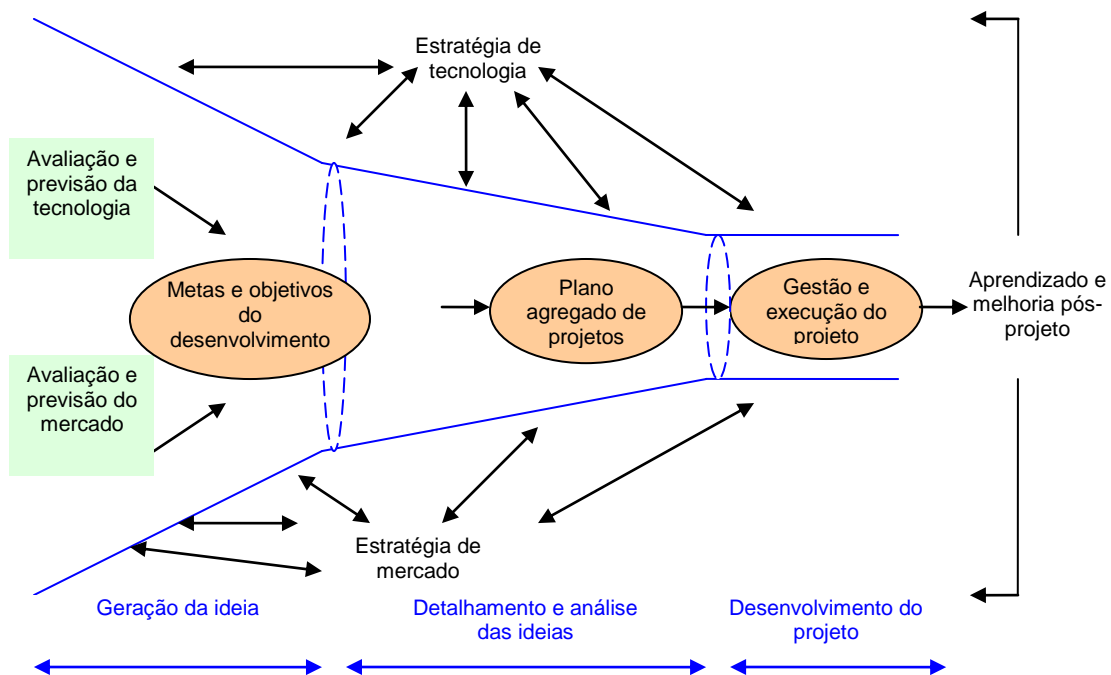 Estratégia de
tecnologia
Avaliação e
previsão da
tecnologia
Metas e objetivos
do
desenvolvimento
Plano
agregado de
projetos
Gestão e
execução do
projeto
Aprendizado e
melhoria pós-
projeto
Avaliação e
previsão do
mercado
Estratégia de
mercado
Geração da ideia
Detalhamento e análise
das ideias
Desenvolvimento do
projeto